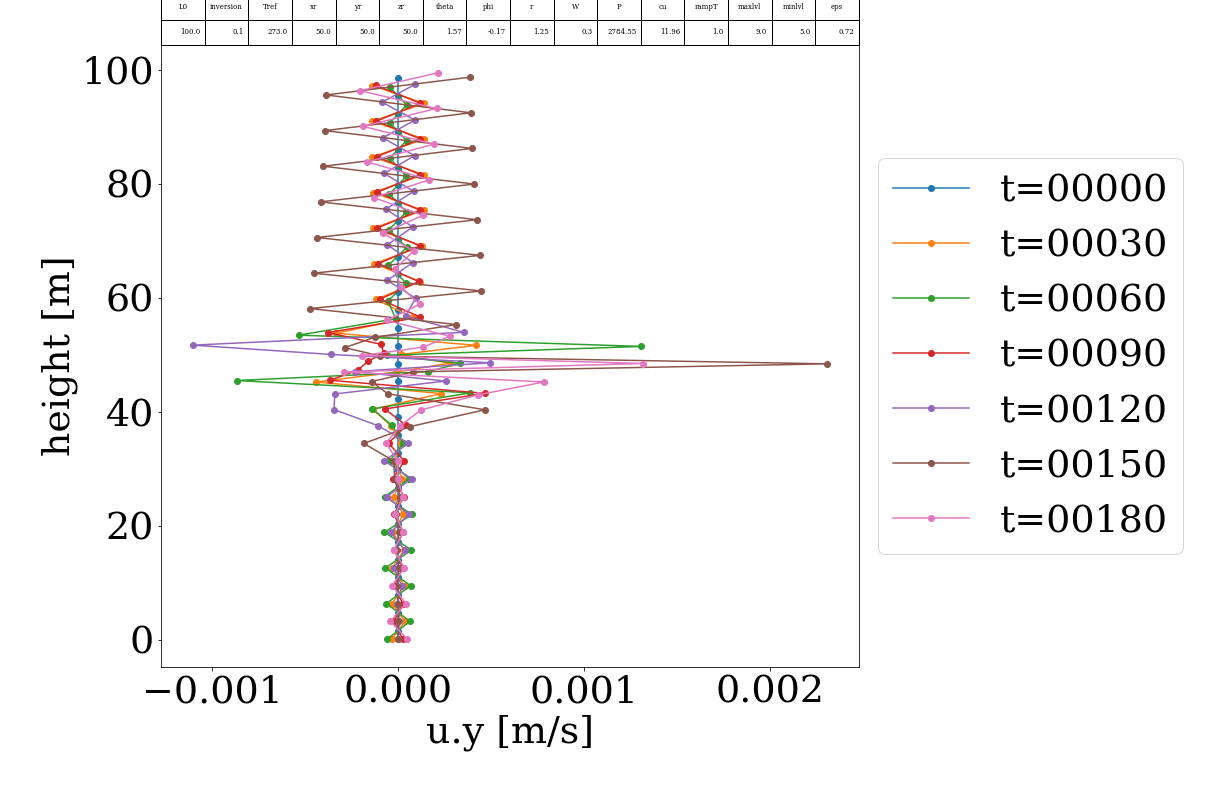 L0 inversion Tref xr yr zr theta phi r W P cu rampT maxlvl minlvl eps
100.0 0.1 273.0 50.0 50.0 50.0 1.57 -0.17 1.25 0.3 2784.55 11.96 1.0 9.0 5.0 0.72
100
80
60
40
20
0
height [m]
−0.001 0.000 0.001 0.002
u.y [m/s]
t=00000
t=00030
t=00060
t=00090
t=00120
t=00150
t=00180